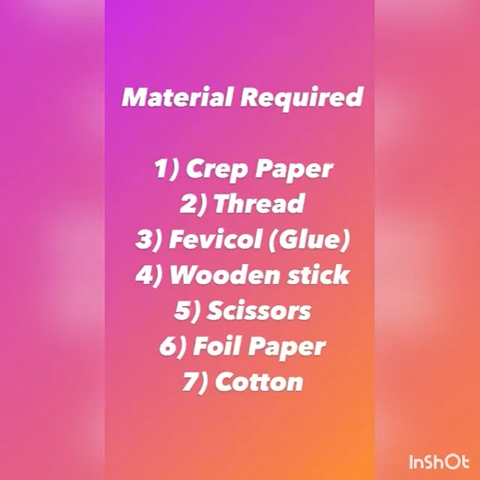 Material Required
1) Crep Paper
2) Thread
3) Fevicol (Glue)
4) Wooden stick
5) Scissors
6) Foil Paper
7) Cotton
InShOt